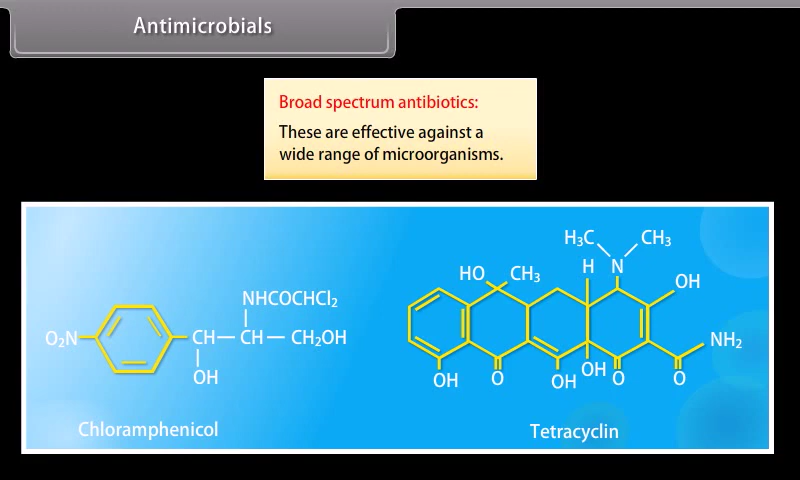 Antimicrobials
Broad spectrum antibiotics:
These are effective against a
wide range of microorganisms.
H₃C CH₃
HO CH₃ H N
OH
NHCOCHCl₂
O₂N CH CH CH₂OH
NH₂
OH
OH O OH OH O O
Chloramphenicol
Tetracyclin